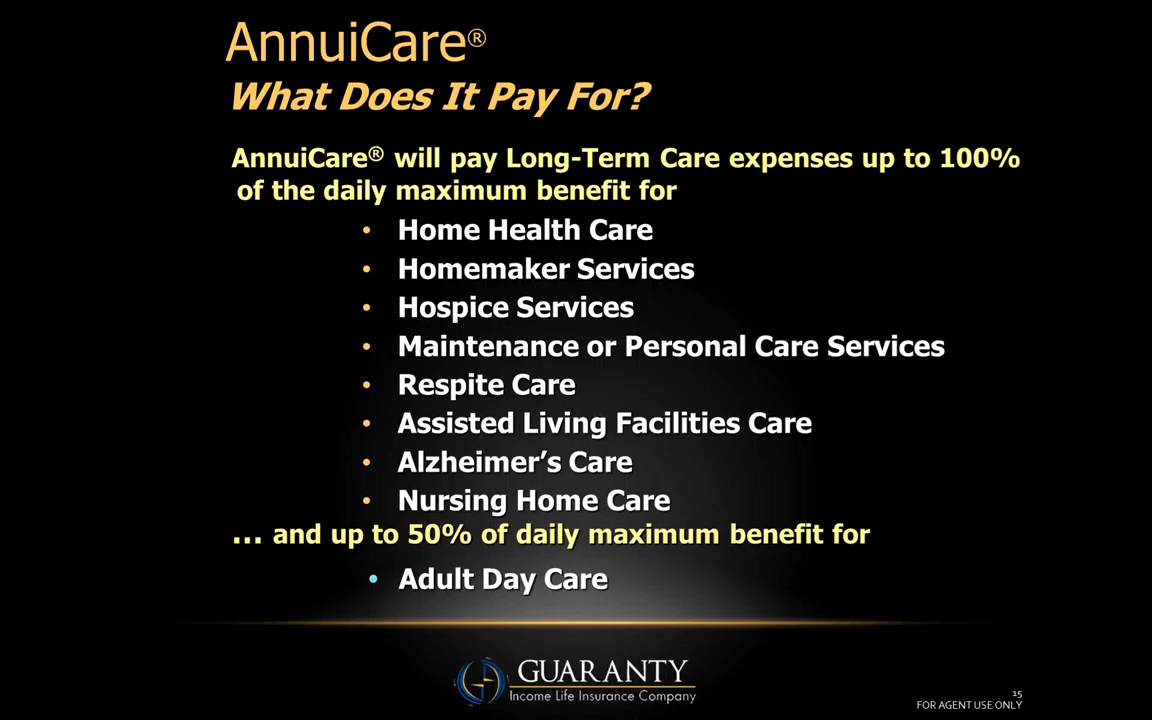 AnnuiCare®
What Does It Pay For?
AnnuiCare® will pay Long-Term Care expenses up to 100%
of the daily maximum benefit for
• Home Health Care
• Homemaker Services
• Hospice Services
• Maintenance or Personal Care Services
• Respite Care
• Assisted Living Facilities Care
• Alzheimer’s Care
• Nursing Home Care
... and up to 50% of daily maximum benefit for
• Adult Day Care
GUARANTY
Income Life Insurance Company
15
FOR AGENT USE ONLY